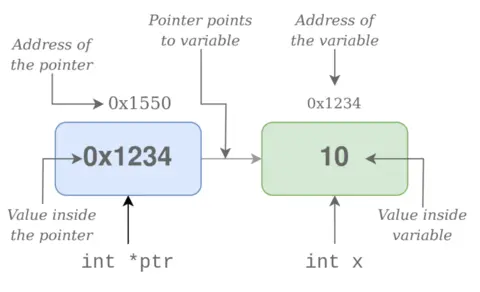 Pointer points
to variable
Address of
the variable
Address of
the pointer
0x1550
0x1234
0x1234
10
Value inside
the pointer
Value inside
variable
int *ptr
int x